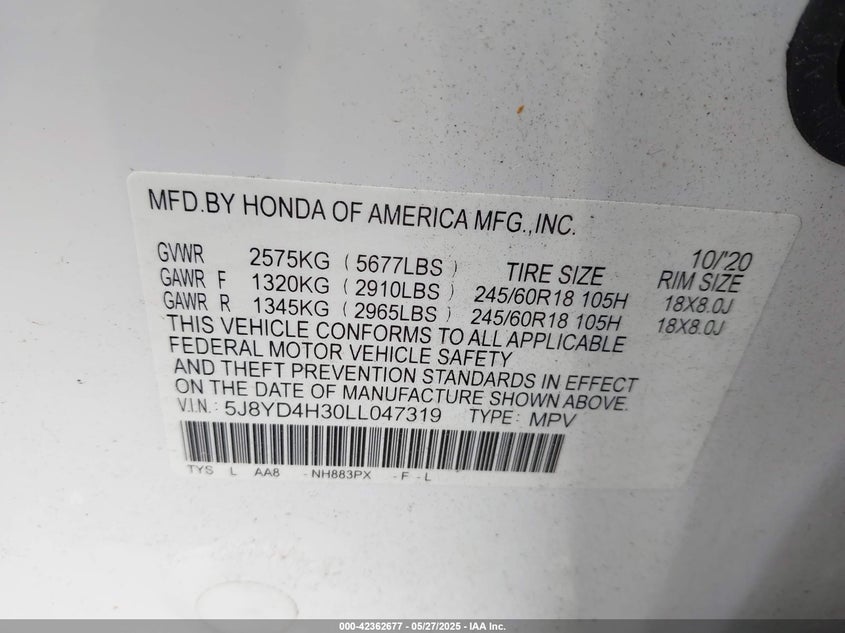 MFD.BY HONDA OF AMERICA MFG.,INC.
10/'20
GVWR 2575KG ( 5677LBS ) TIRE SIZE RIM SIZE
GAWR F 1320KG ( 2910LBS ) 245/60R18 105H 18X8.0J
GAWR R 1345KG ( 2965LBS ) 245/60R18 105H 18X8.0J
THIS VEHICLE CONFORMS TO ALL APPLICABLE
FEDERAL MOTOR VEHICLE SAFETY
AND THEFT PREVENTION STANDARDS IN EFFECT
ON THE DATE OF MANUFACTURE SHOWN ABOVE.
V.I.N.: 5J8YD4H30LL047319 TYPE: MPV
TYS L AA8 - NH883PX - F - L
000-42362677 - 05/27/2025 - IAA Inc.